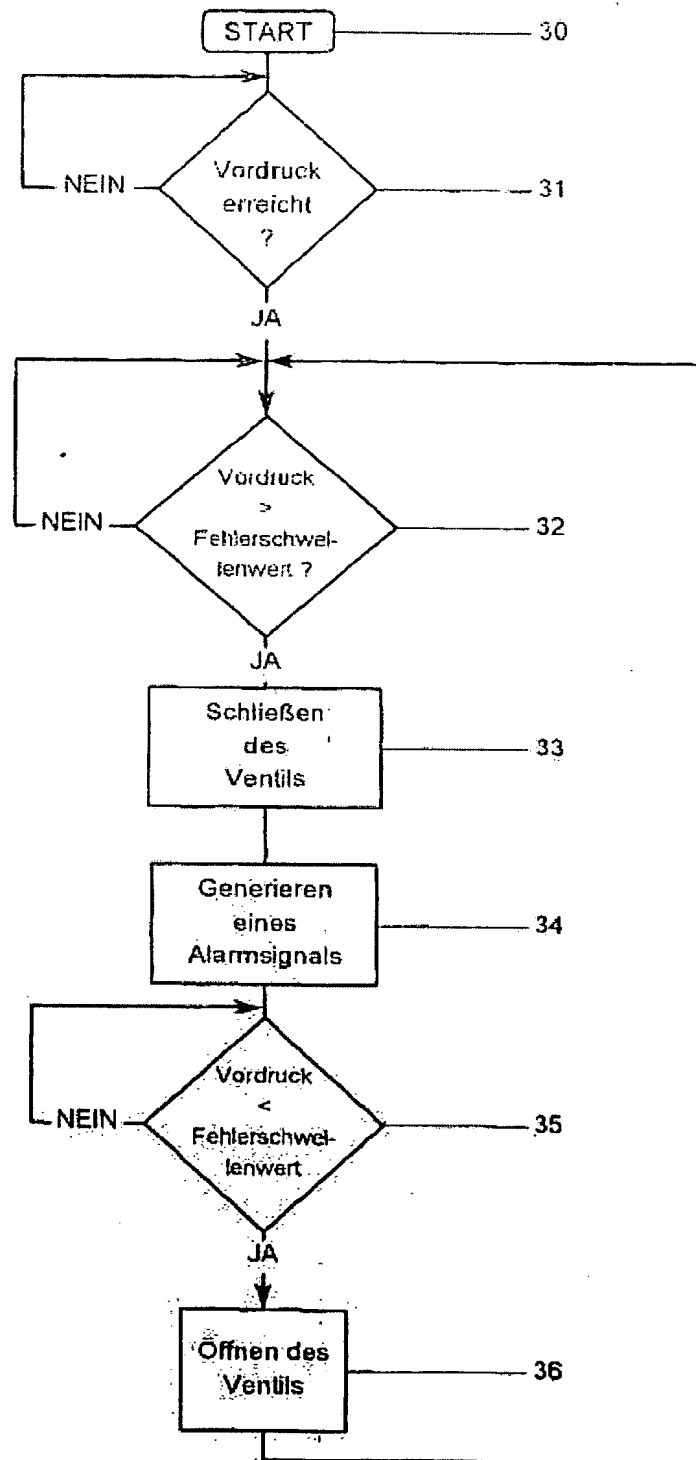 START
30
Vordruck
erreicht
?
NEIN
31
JA
Vordruck
>
Fehlerschwel-
lenwert ?
NEIN
32
JA
Schließen
des
Ventils
33
Generieren
eines
Alarmsignals
34
Vordruck
<
Fehlerschwel-
lenwert
NEIN
35
JA
Öffnen des
Ventils
36